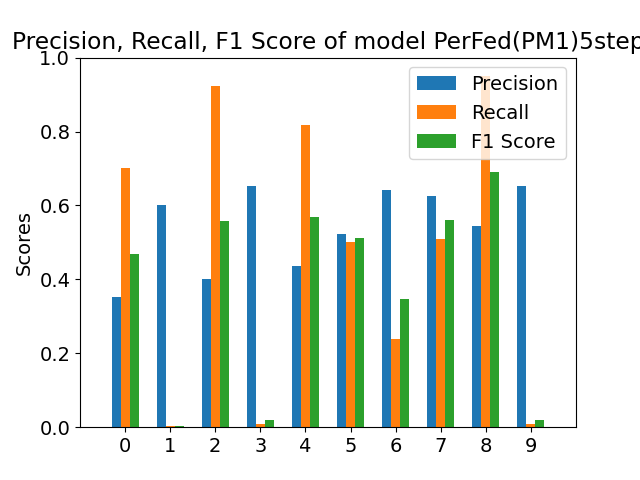 Precision, Recall, F1 Score of model PerFed(PM1)5step
1.0
0.8
0.6
0.4
0.2
0.0
Scores
Precision
Recall
F1 Score
0 1 2 3 4 5 6 7 8 9